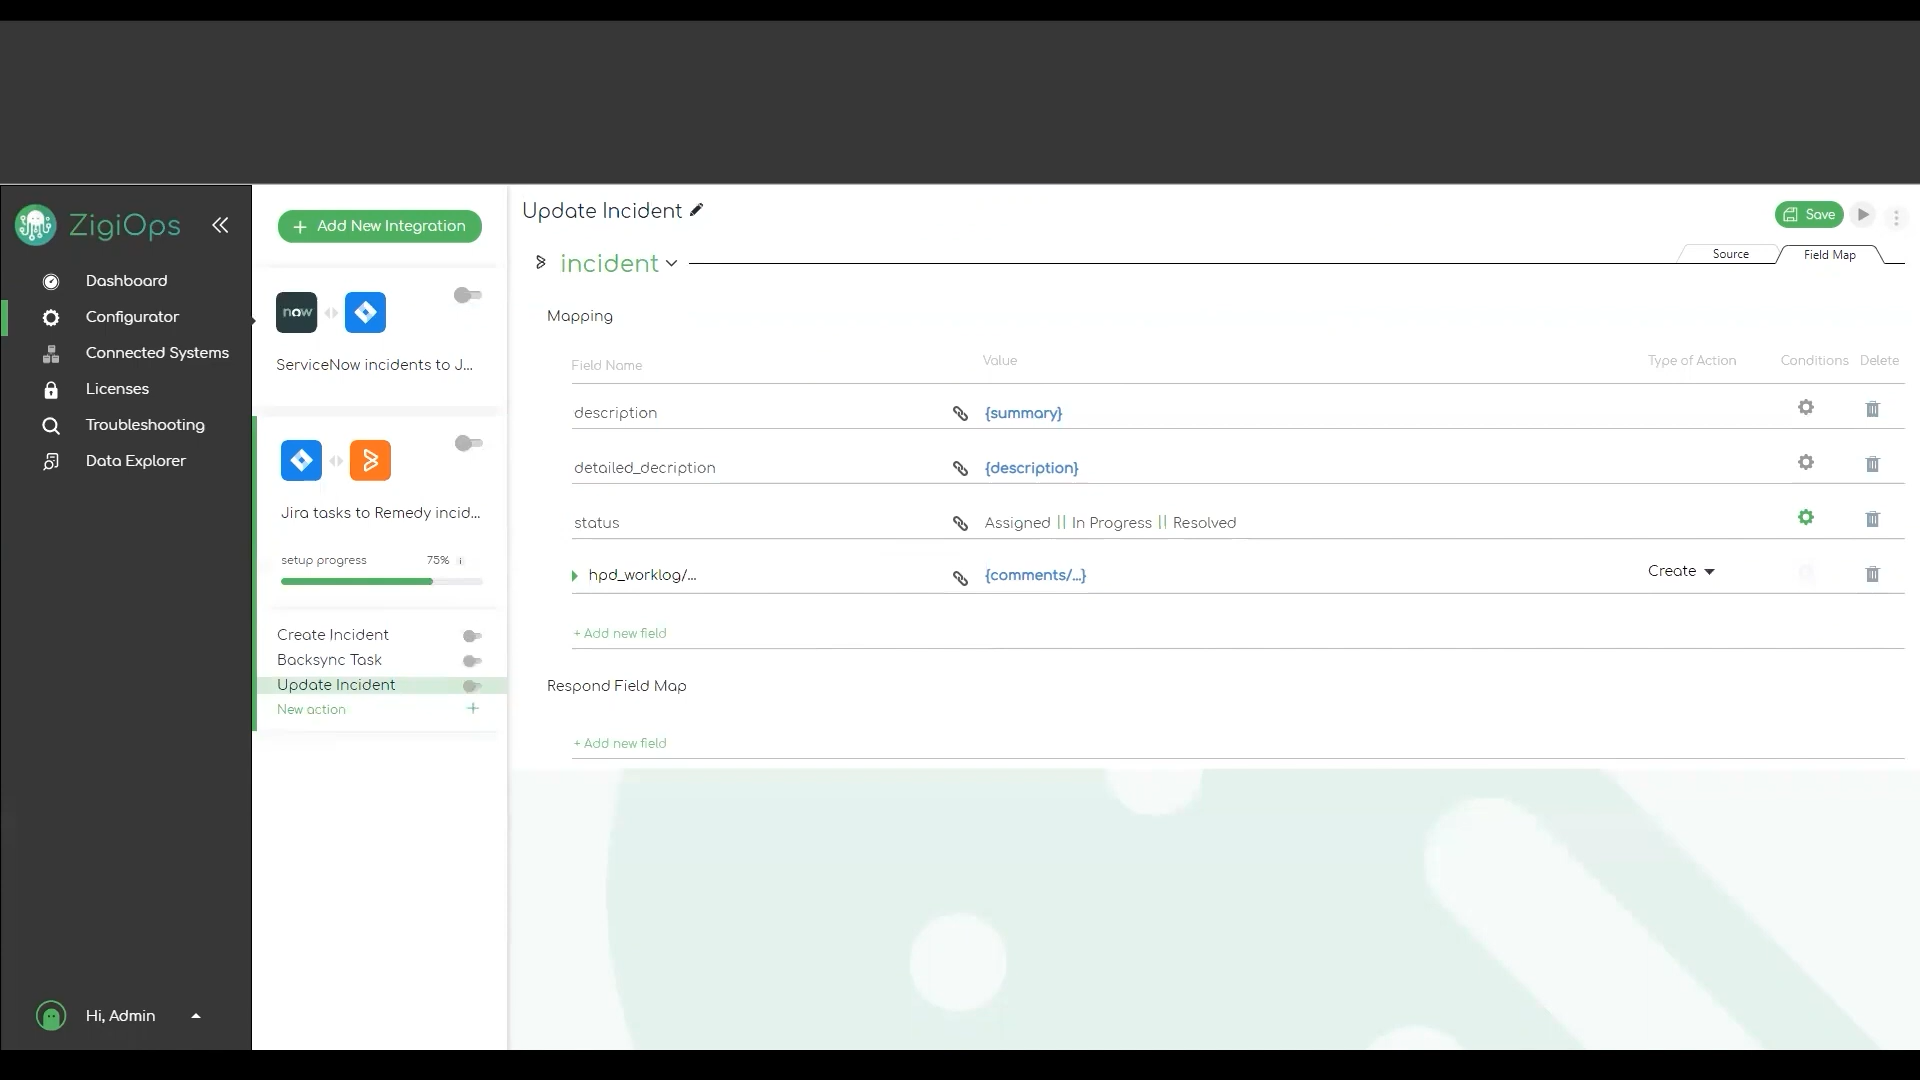 ZigiOps
Dashboard
Configurator
Connected Systems
Licenses
Troubleshooting
Data Explorer
Hi, Admin
+ Add New Integration
now
ServiceNow incidents to J...
Jira tasks to Remedy incid...
setup progress 75% i
Create Incident
Backsync Task
Update Incident
New action +
Update Incident
Save
incident
Source Field Map
Mapping
Field Name Value Type of Action Conditions Delete
description {summary}
detailed_decription {description}
status Assigned || In Progress || Resolved
hpd_worklog/... {comments/...} Create
+ Add new field
Respond Field Map
+ Add new field